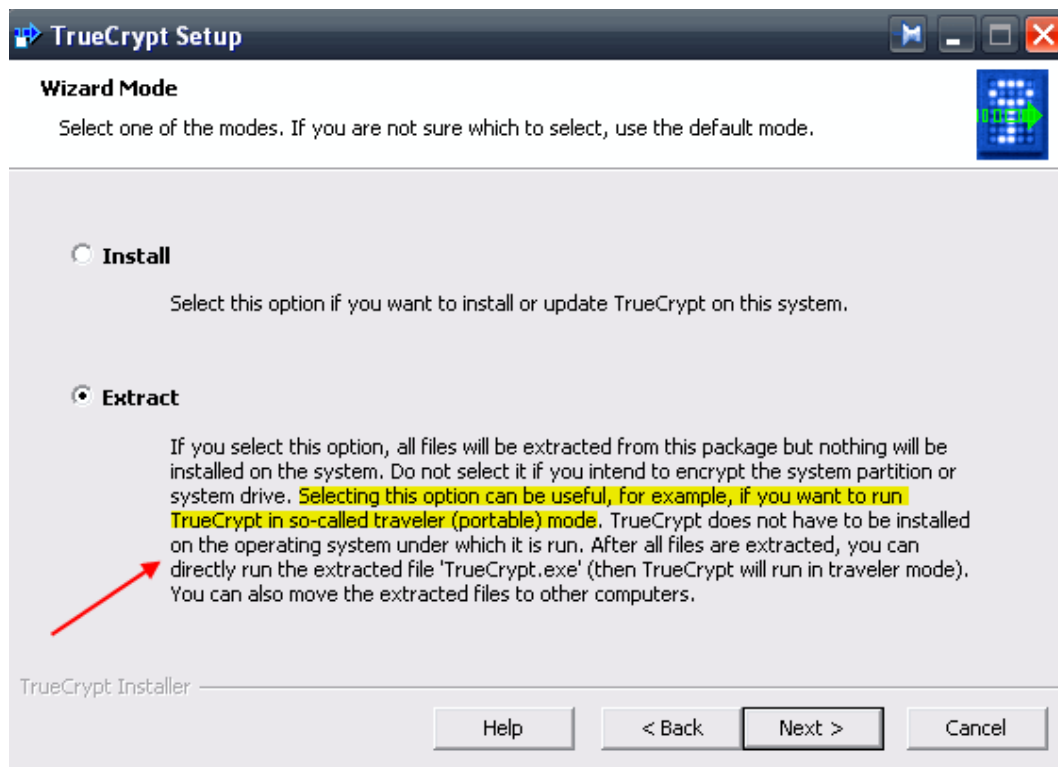 TrueCrypt Setup
Wizard Mode
Select one of the modes. If you are not sure which to select, use the default mode.
Install
Select this option if you want to install or update TrueCrypt on this system.
Extract
If you select this option, all files will be extracted from this package but nothing will be
installed on the system. Do not select it if you intend to encrypt the system partition or
system drive. Selecting this option can be useful, for example, if you want to run
TrueCrypt in so-called traveler (portable) mode. TrueCrypt does not have to be installed
on the operating system under which it is run. After all files are extracted, you can
directly run the extracted file 'TrueCrypt.exe' (then TrueCrypt will run in traveler mode).
You can also move the extracted files to other computers.
TrueCrypt Installer
Help
< Back
Next >
Cancel